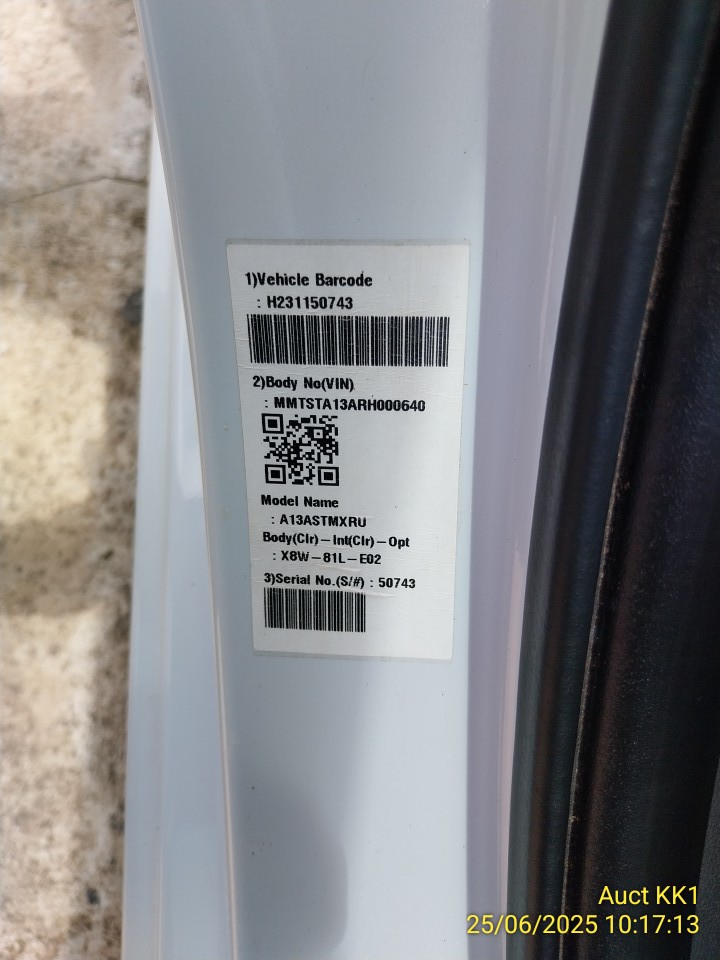 1)Vehicle Barcode
: H231150743
2)Body No(VIN)
: MMTSTA13ARH000640
Model Name
: A13ASTMXRU
Body(Clr)−Int(Clr)−Opt
: X8W−81L−E02
3)Serial No.(S/#) : 50743
Auct KK1
25/06/2025 10:17:13